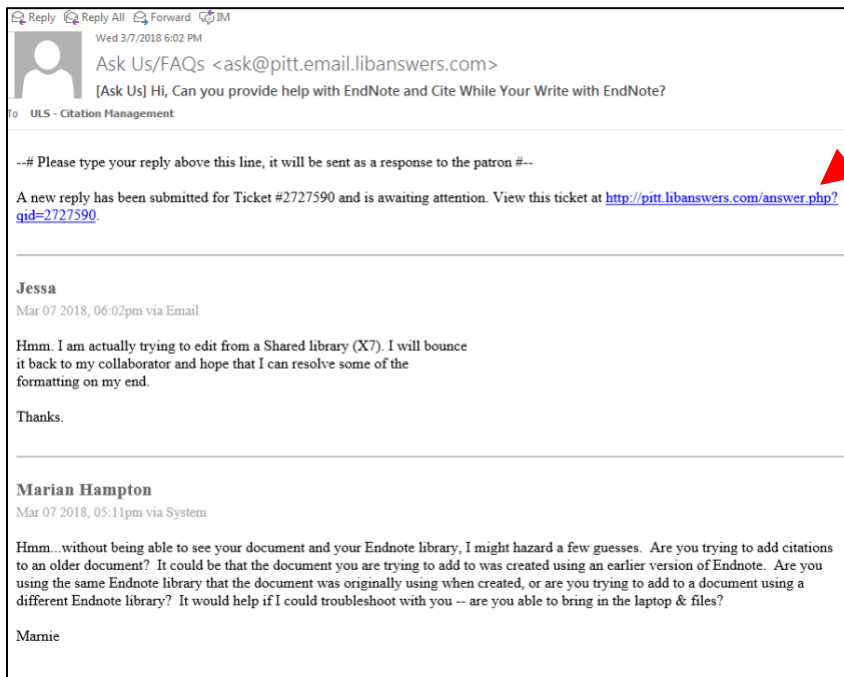 Reply Reply All Forward IM
Wed 3/7/2018 6:02 PM
Ask Us/FAQs <ask@pitt.email.libanswers.com>
[Ask Us] Hi, Can you provide help with EndNote and Cite While Your Write with EndNote?
To ULS - Citation Management
--# Please type your reply above this line, it will be sent as a response to the patron #--
A new reply has been submitted for Ticket #2727590 and is awaiting attention. View this ticket at http://pitt.libanswers.com/answer.php?
qid=2727590.
Jessa
Mar 07 2018, 06:02pm via Email
Hmm. I am actually trying to edit from a Shared library (X7). I will bounce
it back to my collaborator and hope that I can resolve some of the
formatting on my end.
Thanks.
Marian Hampton
Mar 07 2018, 05:11pm via System
Hmm...without being able to see your document and your Endnote library, I might hazard a few guesses.  Are you trying to add citations
to an older document?  It could be that the document you are trying to add to was created using an earlier version of Endnote.  Are you
using the same Endnote library that the document was originally using when created, or are you trying to add to a document using a
different Endnote library?  It would help if I could troubleshoot with you -- are you able to bring in the laptop & files?
Marnie